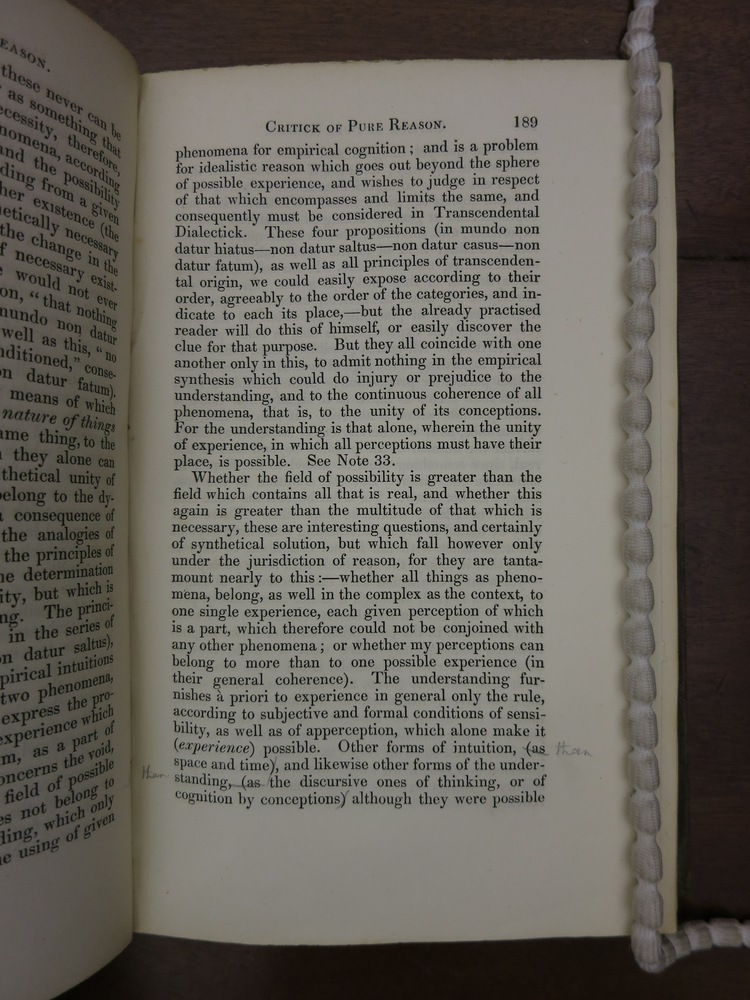 EASON.
these never can be
as something that
ecessity, therefore,
nomena, according
and the possibility
ding from a given
her existence (the
etically necessary
the change in the
f necessary exist-
would not ever
on, "that nothing
mundo non datur
well as this, "no
nditioned," conse-
n datur fatum).
means of which
nature of things
ame thing, to the
they alone can
thetical unity of
elong to the dy-
consequence of
the analogies of
the principles of
ne determination
ity, but which is
ng. The princi-
in the series of
n datur saltus),
pirical intuitions
two phenomena,
express the pro-
experience which
m, as a part of
oncerns the void,
field of possible
es not belong to
ding, which only
e using of given
CRITICK OF PURE REASON. 189
phenomena for empirical cognition; and is a problem
for idealistic reason which goes out beyond the sphere
of possible experience, and wishes to judge in respect
of that which encompasses and limits the same, and
consequently must be considered in Transcendental
Dialectick. These four propositions (in mundo non
datur hiatus—non datur saltus—non datur casus—non
datur fatum), as well as all principles of transcenden-
tal origin, we could easily expose according to their
order, agreeably to the order of the categories, and in-
dicate to each its place,—but the already practised
reader will do this of himself, or easily discover the
clue for that purpose. But they all coincide with one
another only in this, to admit nothing in the empirical
synthesis which could do injury or prejudice to the
understanding, and to the continuous coherence of all
phenomena, that is, to the unity of its conceptions.
For the understanding is that alone, wherein the unity
of experience, in which all perceptions must have their
place, is possible. See Note 33.
Whether the field of possibility is greater than the
field which contains all that is real, and whether this
again is greater than the multitude of that which is
necessary, these are interesting questions, and certainly
of synthetical solution, but which fall however only
under the jurisdiction of reason, for they are tanta-
mount nearly to this:—whether all things as pheno-
mena, belong, as well in the complex as the context, to
one single experience, each given perception of which
is a part, which therefore could not be conjoined with
any other phenomena; or whether my perceptions can
belong to more than to one possible experience (in
their general coherence). The understanding fur-
nishes à priori to experience in general only the rule,
according to subjective and formal conditions of sensi-
bility, as well as of apperception, which alone make it
(experience) possible. Other forms of intuition, (as than
space and time), and likewise other forms of the under-
than standing, (as the discursive ones of thinking, or of
cognition by conceptions) although they were possible